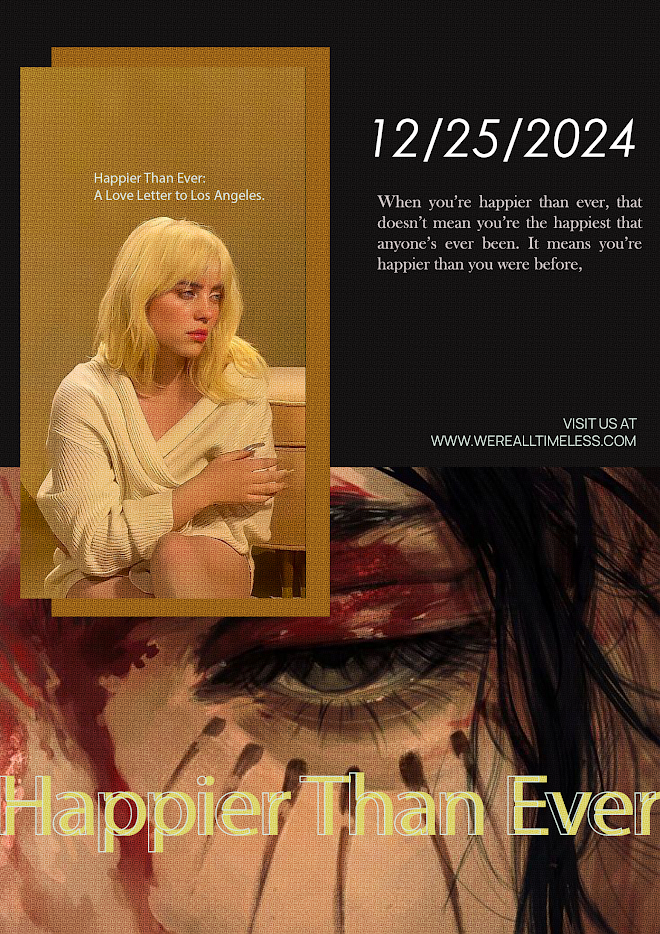 12/25/2024
Happier Than Ever:
A Love Letter to Los Angeles.
When you’re happier than ever, that
doesn’t mean you’re the happiest that
anyone’s ever been. It means you’re
happier than you were before,
VISIT US AT
WWW.WEREALLTIMELESS.COM
Happier Than Ever